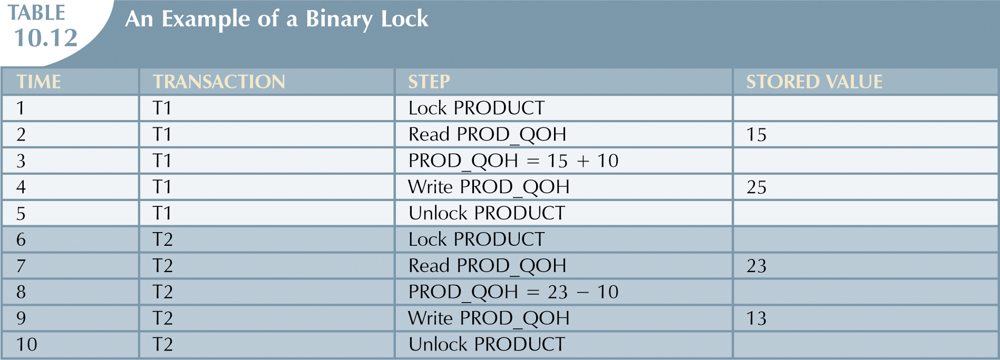 TABLE 10.12
An Example of a Binary Lock
TIME TRANSACTION STEP STORED VALUE
1 T1 Lock PRODUCT
2 T1 Read PROD_QOH 15
3 T1 PROD_QOH = 15 + 10
4 T1 Write PROD_QOH 25
5 T1 Unlock PRODUCT
6 T2 Lock PRODUCT
7 T2 Read PROD_QOH 23
8 T2 PROD_QOH = 23 − 10
9 T2 Write PROD_QOH 13
10 T2 Unlock PRODUCT